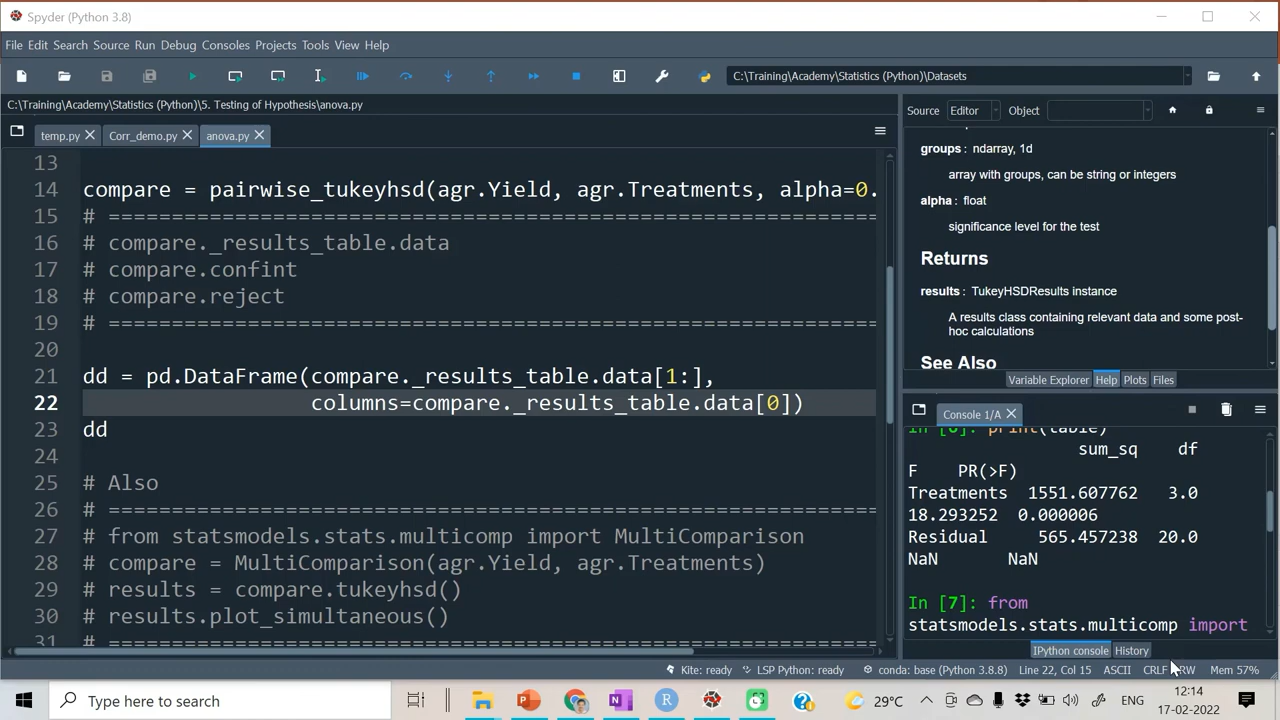 Spyder (Python 3.8)
File Edit Search Source Run Debug Consoles Projects Tools View Help
C:\Training\Academy\Statistics (Python)\Datasets
C:\Training\Academy\Statistics (Python)\5. Testing of Hypothesis\anova.py
temp.py Corr_demo.py anova.py
13
14 compare = pairwise_tukeyhsd(agr.Yield, agr.Treatments, alpha=0.
15 # =============================================================
16 # compare._results_table.data
17 # compare.confint
18 # compare.reject
19 # =============================================================
20
21 dd = pd.DataFrame(compare._results_table.data[1:],
22 columns=compare._results_table.data[0])
23 dd
24
25 # Also
26 # =============================================================
27 # from statsmodels.stats.multicomp import MultiComparison
28 # compare = MultiComparison(agr.Yield, agr.Treatments)
29 # results = compare.tukeyhsd()
30 # results.plot_simultaneous()
31 # =============================================================
Source Editor Object
groups : ndarray, 1d
array with groups, can be string or integers
alpha : float
significance level for the test
Returns
results : TukeyHSDResults instance
A results class containing relevant data and some post-
hoc calculations
See Also
Variable Explorer Help Plots Files
Console 1/A
In [6]: print(table)
sum_sq df
F PR(>F)
Treatments 1551.607762 3.0
18.293252 0.000006
Residual 565.457238 20.0
NaN NaN
In [7]: from
statsmodels.stats.multicomp import
IPython console History
Kite: ready LSP Python: ready conda: base (Python 3.8.8) Line 22, Col 15 ASCII CRLF RW Mem 57%
Type here to search
29°C ENG 12:14
17-02-2022